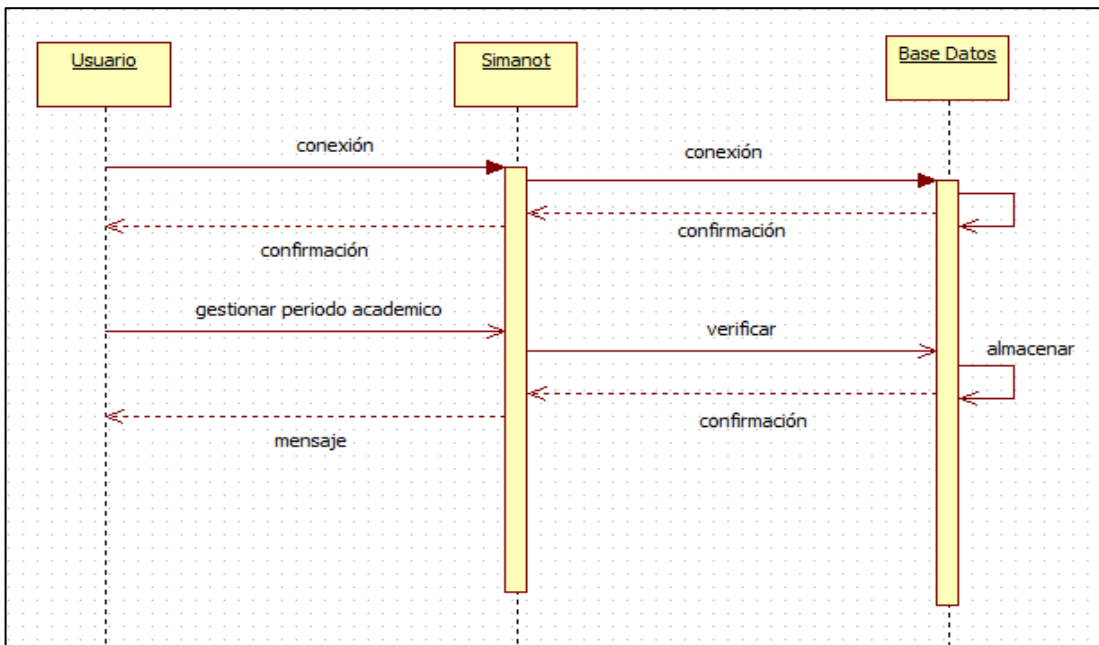 Usuario
Simanot
Base Datos
conexión
conexión
confirmación
confirmación
gestionar periodo academico
verificar
almacenar
confirmación
mensaje